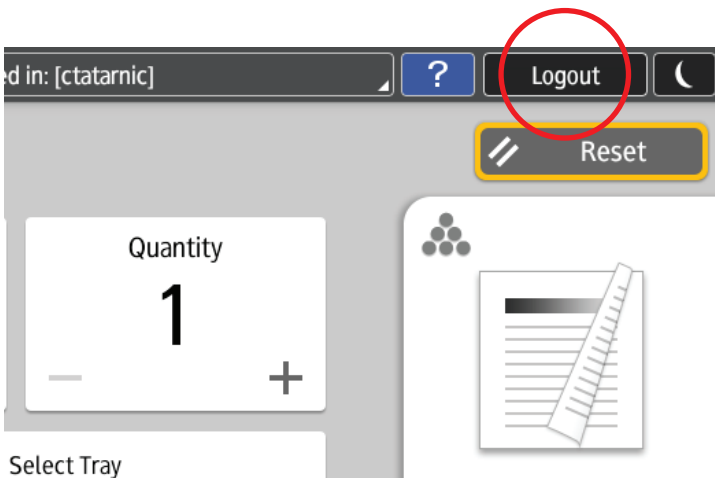 ed in: [ctatarnic]
?
Logout
Reset
Quantity
1
Select Tray